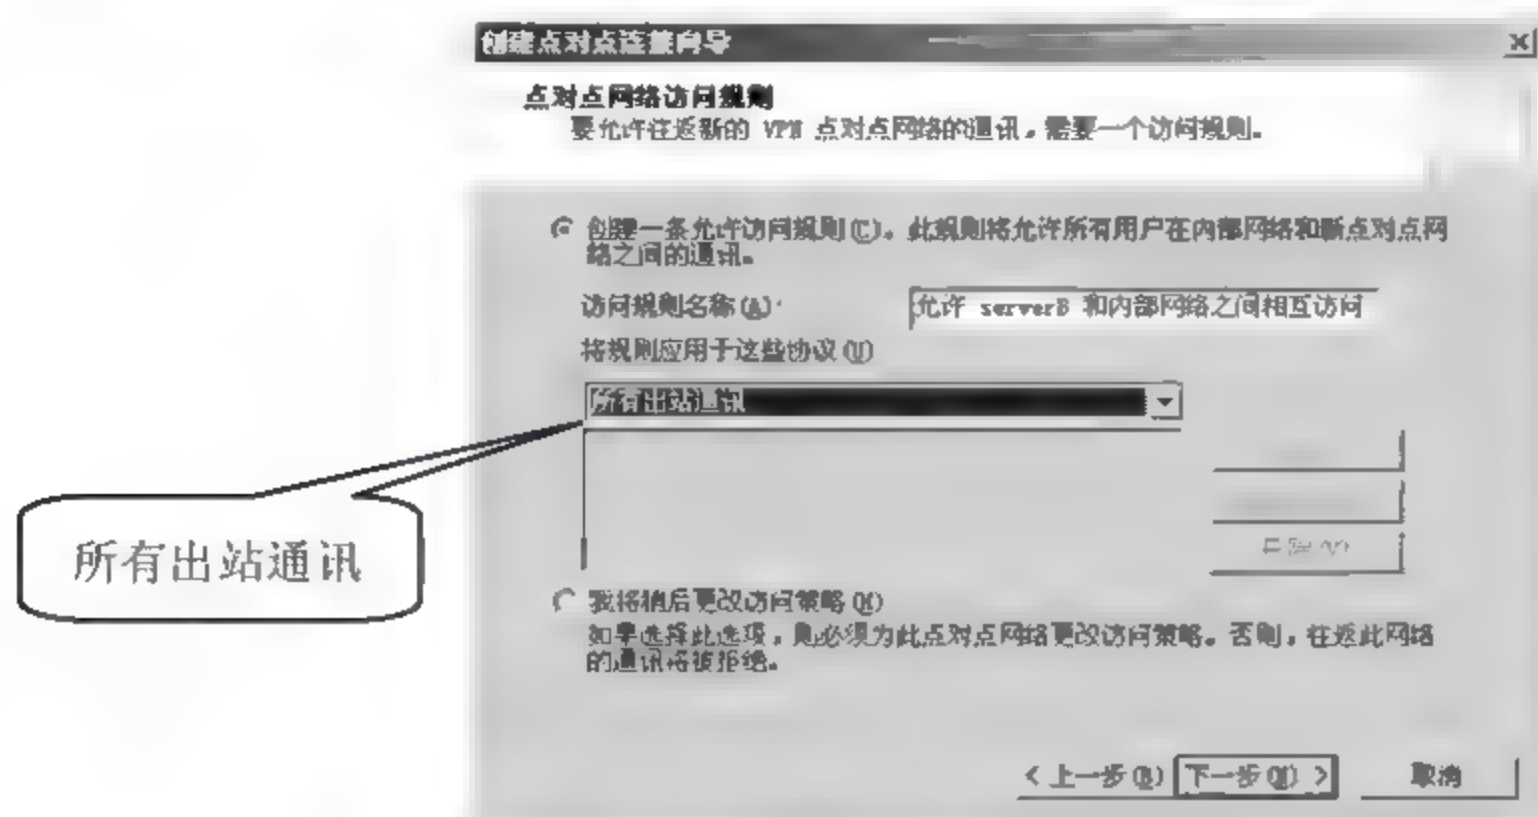 创建点对点连接向导
点对点网络访问规则
要允许往返新的 VPN 点对点网络的通讯，需要一个访问规则。
创建一条允许访问规则(C)。此规则将允许所有用户在内部网络和新点对点网
络之间的通讯。
访问规则名称(A):
允许 serverB 和内部网络之间相互访问
将规则应用于这些协议(U)
所有出站通讯
所有出站通讯
我将稍后更改访问策略(X)
如果选择此选项，则必须为此点对点网络更改访问策略。否则，往返此网络
的通讯将被拒绝。
< 上一步(B)
下一步(N) >
取消